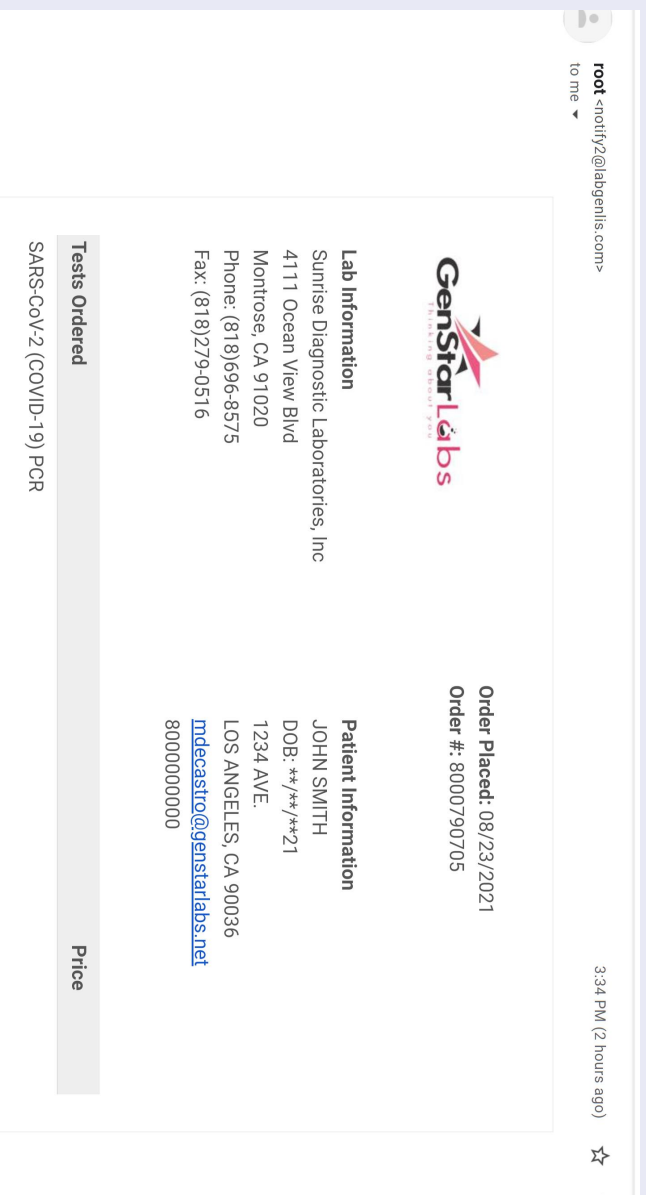 root <notify2@labgenlis.com>
3:34 PM (2 hours ago)
to me
GenStarLabs
Thinking about you
Order Placed: 08/23/2021
Order #: 8000790705
Lab Information
Sunrise Diagnostic Laboratories, Inc
4111 Ocean View Blvd
Montrose, CA 91020
Phone: (818)696-8575
Fax: (818)279-0516
Patient Information
JOHN SMITH
DOB: **/**/**21
1234 AVE.
LOS ANGELES, CA 90036
mdecastro@genstarlabs.net
8000000000
Tests Ordered
Price
SARS-CoV-2 (COVID-19) PCR